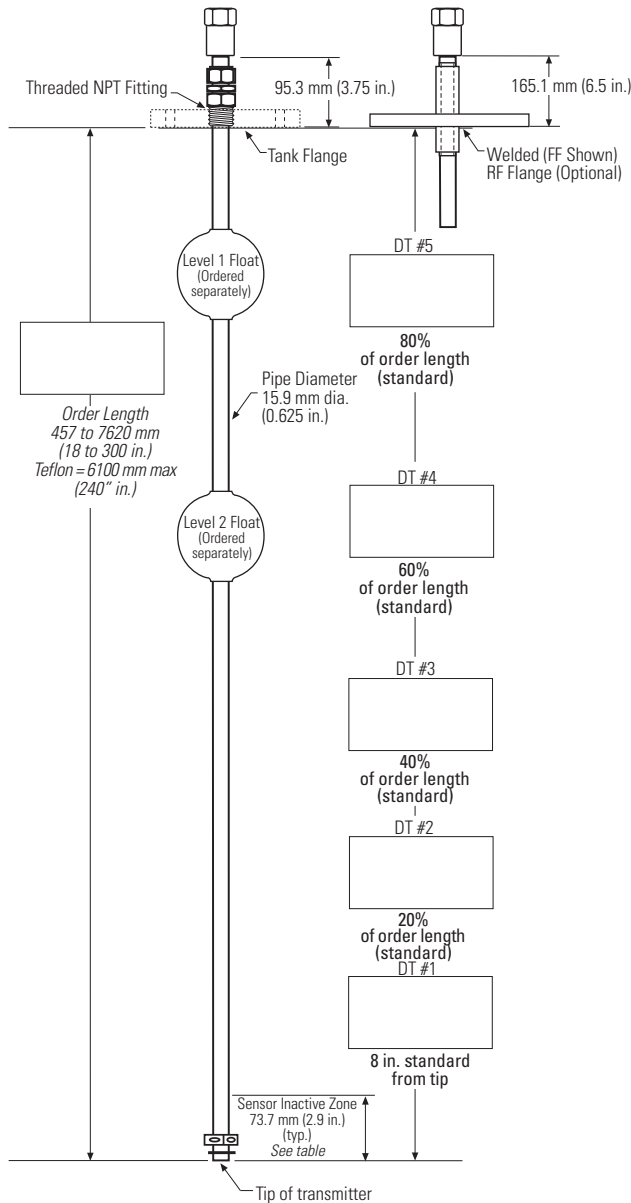 95.3 mm (3.75 in.)
165.1 mm (6.5 in.)
Threaded NPT Fitting
Tank Flange
Welded (FF Shown)
RF Flange (Optional)
DT #5
Level 1 Float
(Ordered
separately)
80%
of order length
(standard)
Pipe Diameter
15.9 mm dia.
(0.625 in.)
Order Length
457 to 7620 mm
(18 to 300 in.)
Teflon = 6100 mm max
(240” in.)
DT #4
Level 2 Float
(Ordered
separately)
60%
of order length
(standard)
DT #3
40%
of order length
(standard)
DT #2
20%
of order length
(standard)
DT #1
8 in. standard
from tip
Sensor Inactive Zone
73.7 mm (2.9 in.)
(typ.)
See table
Tip of transmitter